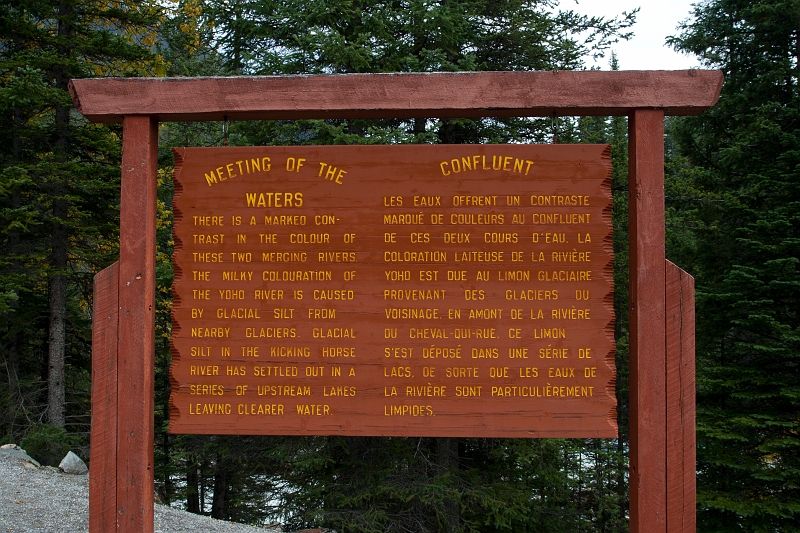 MEETING OF THE
WATERS
THERE IS A MARKED CON-
TRAST IN THE COLOUR OF
THESE TWO MERGING RIVERS.
THE MILKY COLOURATION OF
THE YOHO RIVER IS CAUSED
BY GLACIAL SILT FROM
NEARBY GLACIERS. GLACIAL
SILT IN THE KICKING HORSE
RIVER HAS SETTLED OUT IN A
SERIES OF UPSTREAM LAKES
LEAVING CLEARER WATER.
CONFLUENT
LES EAUX OFFRENT UN CONTRASTE
MARQUÉ DE COULEURS AU CONFLUENT
DE CES DEUX COURS D'EAU. LA
COLORATION LAITEUSE DE LA RIVIÈRE
YOHO EST DUE AU LIMON GLACIAIRE
PROVENANT DES GLACIERS DU
VOISINAGE. EN AMONT DE LA RIVIÈRE
DU CHEVAL-QUI-RUE, CE LIMON
S'EST DÉPOSÉ DANS UNE SÉRIE DE
LACS, DE SORTE QUE LES EAUX DE
LA RIVIÈRE SONT PARTICULIÈREMENT
LIMPIDES.